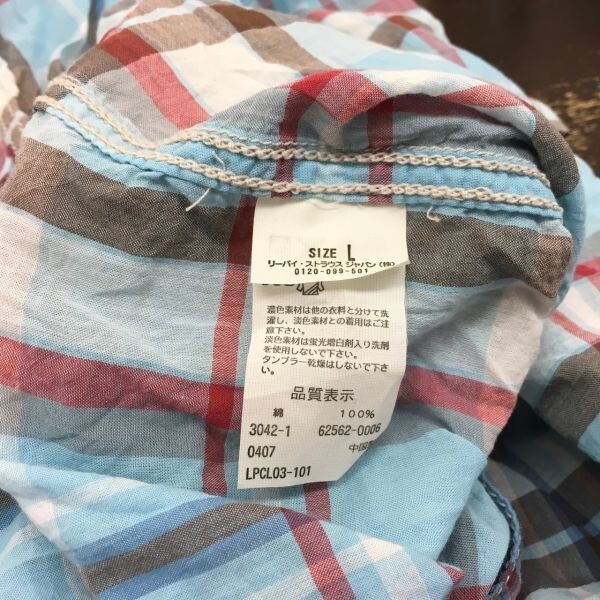 SIZE L
リーバイ・ストラウス ジャパン (株)
0120-099-501
濃色素材は他の衣料と分けて洗
濯し、淡色素材との着用はご注
意下さい。
淡色素材は蛍光増白剤入り洗剤
を使用しないで下さい。
タンブラー乾燥はしないで下さい。
品質表示
綿 100%
3042-1 62562-0006
0407 中国
LPCL03-101